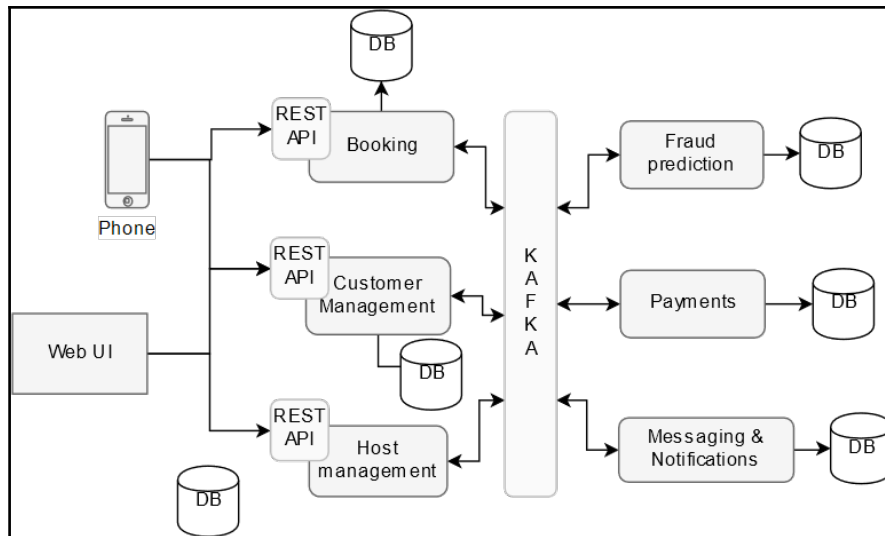 DB
REST
API
Booking
Fraud
prediction
DB
Phone
REST
API
Customer
Management
K
A
F
K
A
Payments
DB
Web UI
DB
REST
API
Host
management
Messaging &
Notifications
DB
DB